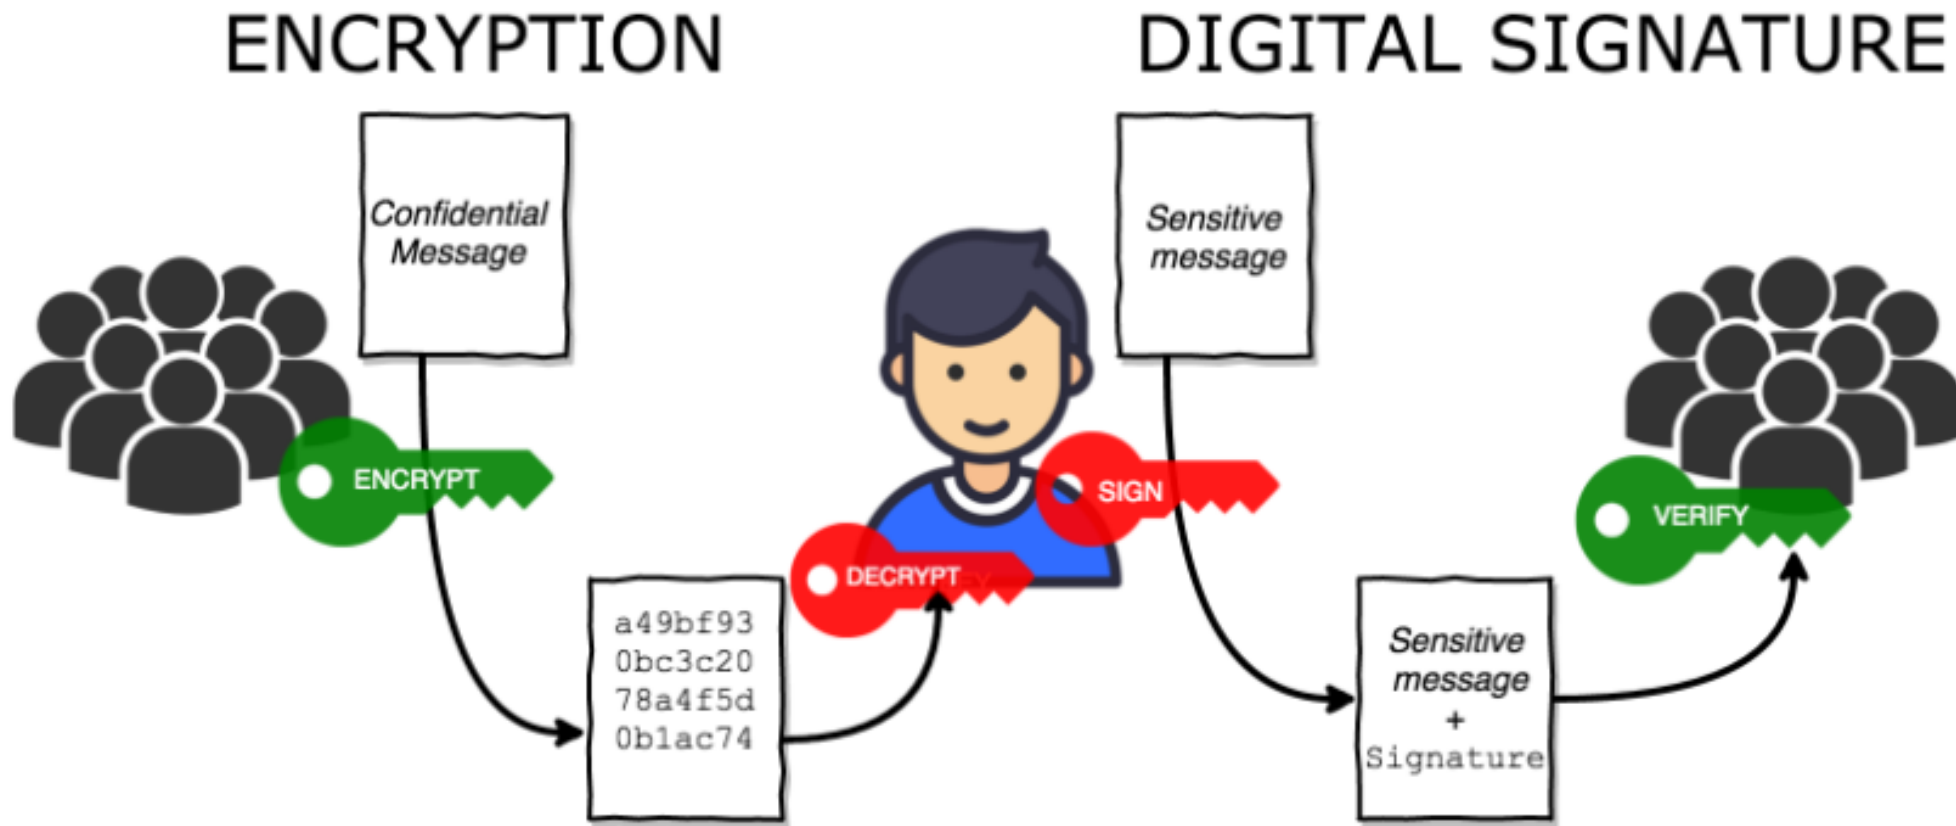 ENCRYPTION
DIGITAL SIGNATURE
Confidential
Message
Sensitive
message
ENCRYPT
SIGN
VERIFY
DECRYPT
a49bf93
0bc3c20
78a4f5d
0b1ac74
Sensitive
message
+
Signature